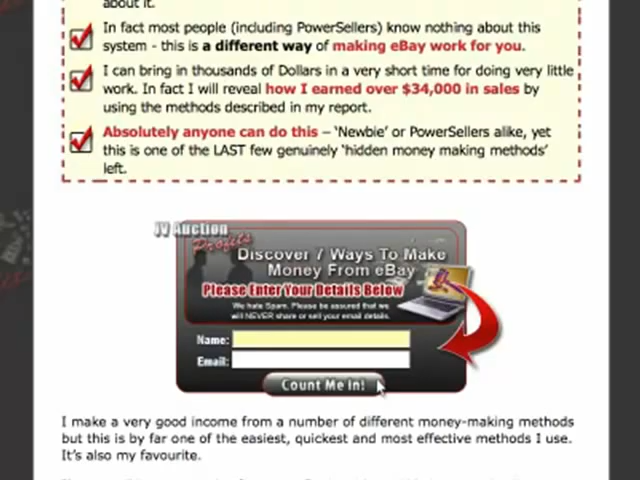 about it.
In fact most people (including PowerSellers) know nothing about this
system - this is a different way of making eBay work for you.
I can bring in thousands of Dollars in a very short time for doing very little
work. In fact I will reveal how I earned over $34,000 in sales by
using the methods described in my report.
Absolutely anyone can do this – ‘Newbie’ or PowerSellers alike, yet
this is one of the LAST few genuinely ‘hidden money making methods’
left.
JV Auction
Profits
Discover 7 Ways To Make
Money From eBay
Please Enter Your Details Below
We hate Spam. Please be assured that we
will NEVER share or sell your email details.
Name:
Email:
Count Me In!
I make a very good income from a number of different money-making methods
but this is by far one of the easiest, quickest and most effective methods I use.
It’s also my favourite.